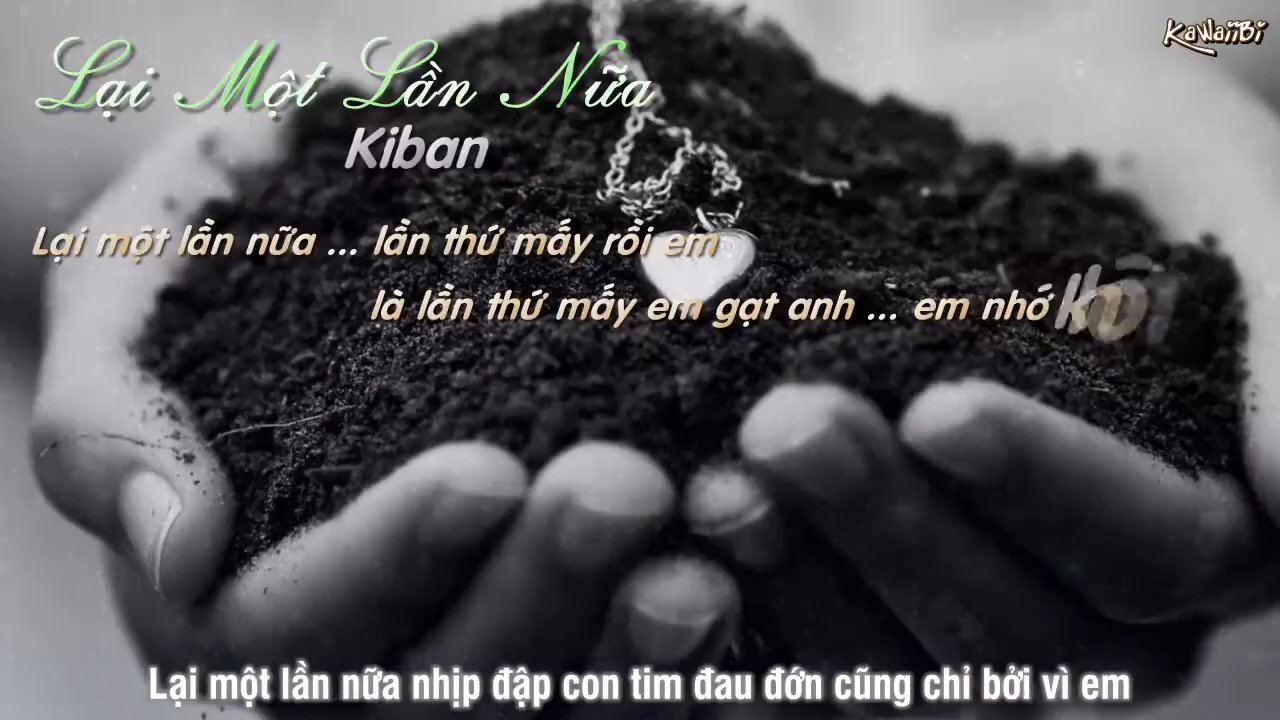 KaWaiiBi
Lại Một Lần Nữa
Kiban
Lại một lần nữa ... lần thứ mấy rồi em
là lần thứ mấy em gạt anh ... em nhớ
Lại một lần nữa nhịp đập con tim đau đớn cũng chỉ bởi vì em